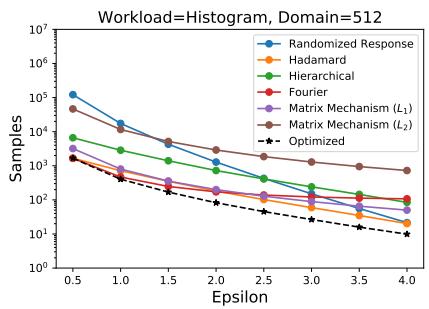 Workload=Histogram, Domain=512
Samples
10^7
10^6
10^5
10^4
10^3
10^2
10^1
10^0
Randomized Response
Hadamard
Hierarchical
Fourier
Matrix Mechanism (L_1)
Matrix Mechanism (L_2)
Optimized
0.5 1.0 1.5 2.0 2.5 3.0 3.5 4.0
Epsilon